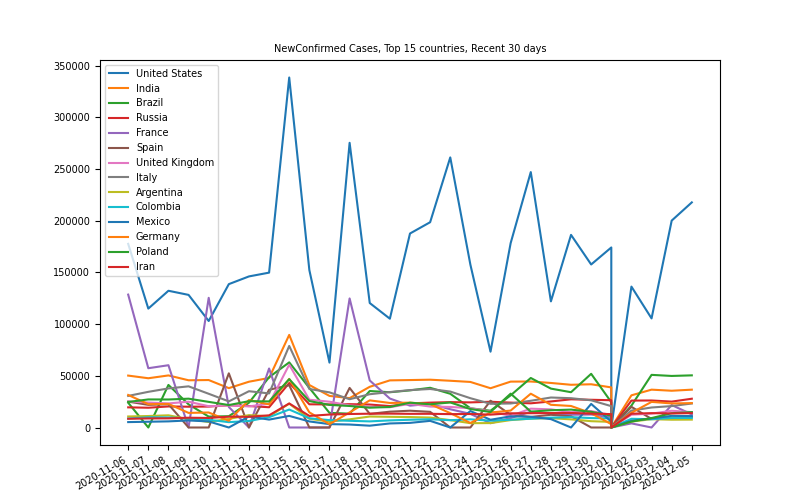 NewConfirmed Cases, Top 15 countries, Recent 30 days
350000
300000
250000
200000
150000
100000
50000
0
United States
India
Brazil
Russia
France
Spain
United Kingdom
Italy
Argentina
Colombia
Mexico
Germany
Poland
Iran
2020-11-06
2020-11-07
2020-11-08
2020-11-09
2020-11-10
2020-11-11
2020-11-12
2020-11-13
2020-11-15
2020-11-16
2020-11-17
2020-11-18
2020-11-19
2020-11-20
2020-11-21
2020-11-22
2020-11-23
2020-11-24
2020-11-25
2020-11-26
2020-11-27
2020-11-28
2020-11-29
2020-11-30
2020-12-01
2020-12-02
2020-12-03
2020-12-04
2020-12-05